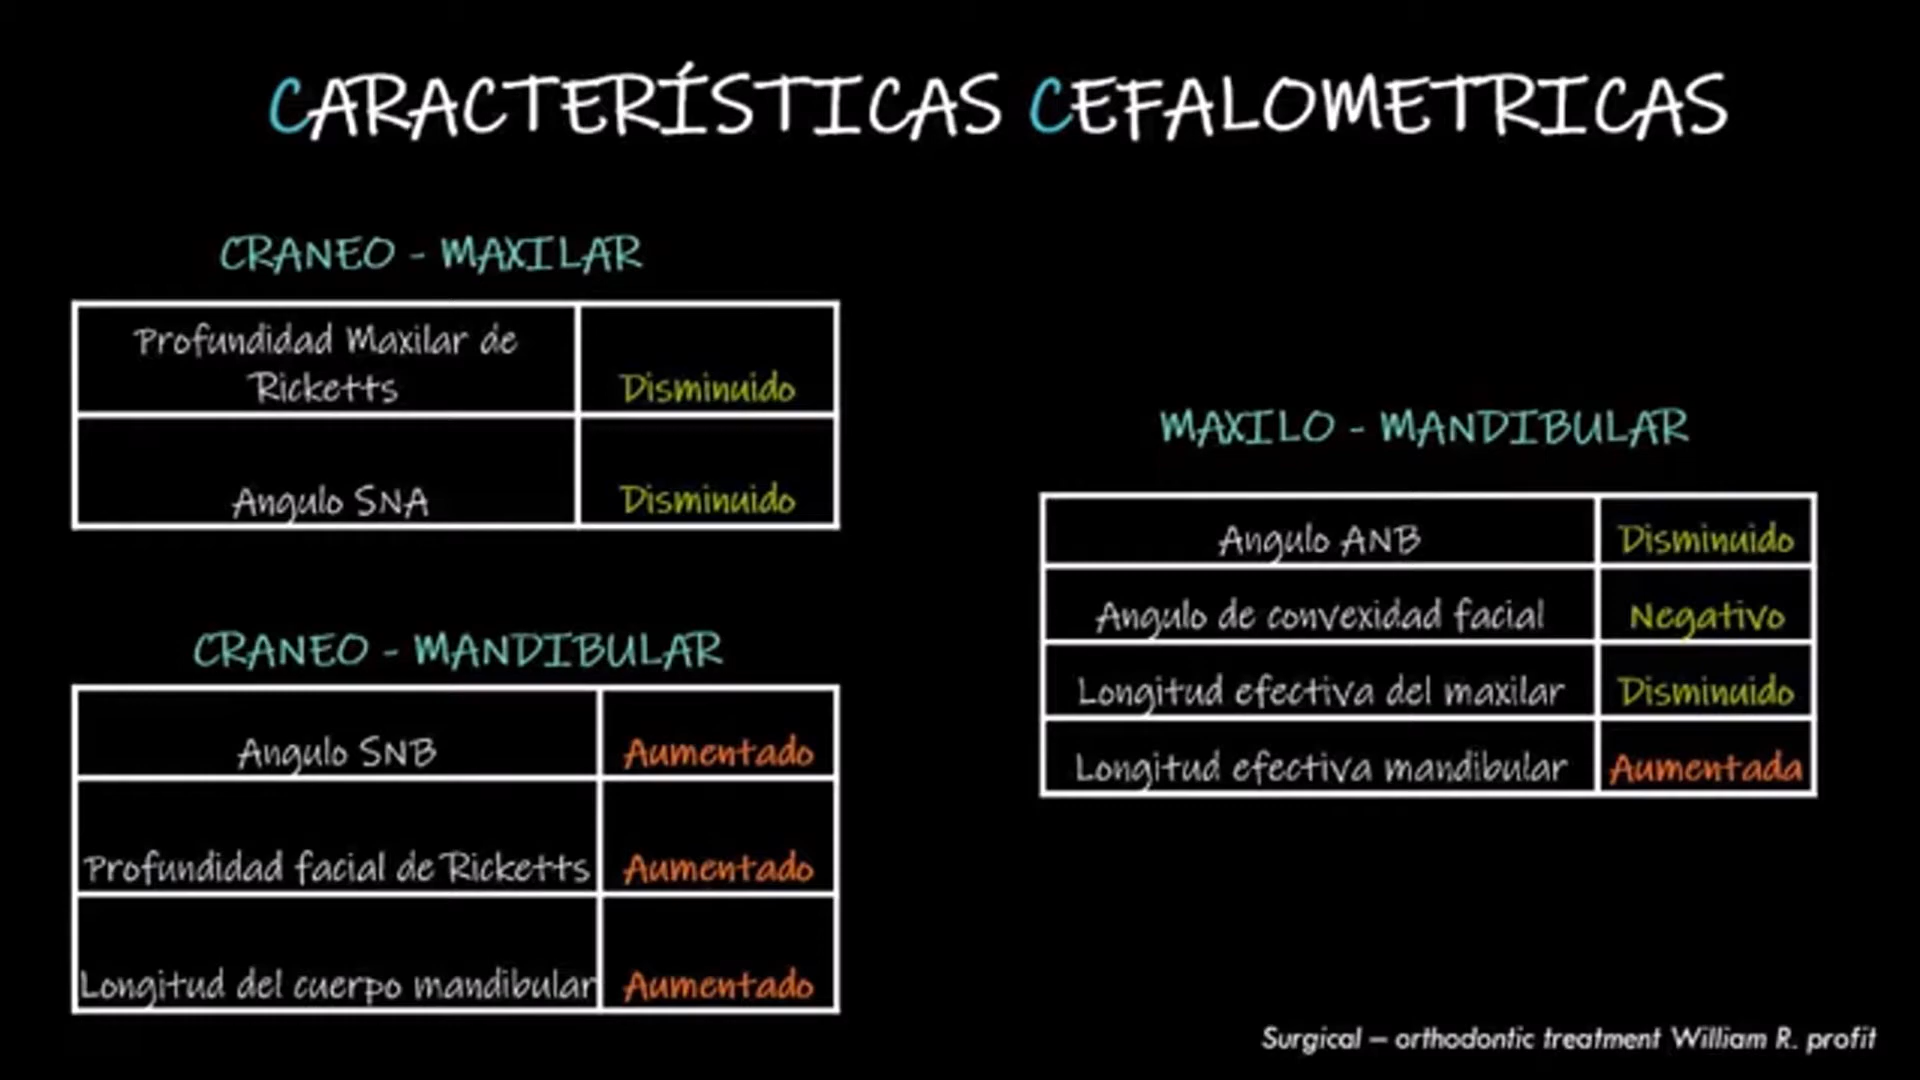 CARACTERÍSTICAS CEFALOMETRICAS
CRANEO - MAXILAR
Profundidad Maxilar de
Ricketts
Disminuido
Angulo SNA
Disminuido
CRANEO - MANDIBULAR
Angulo SNB
Aumentado
Profundidad facial de Ricketts
Aumentado
Longitud del cuerpo mandibular
Aumentado
MAXILO - MANDIBULAR
Angulo ANB
Disminuido
Angulo de convexidad facial
Negativo
Longitud efectiva del maxilar
Disminuido
Longitud efectiva mandibular
Aumentada
Surgical – orthodontic treatment William R. profit